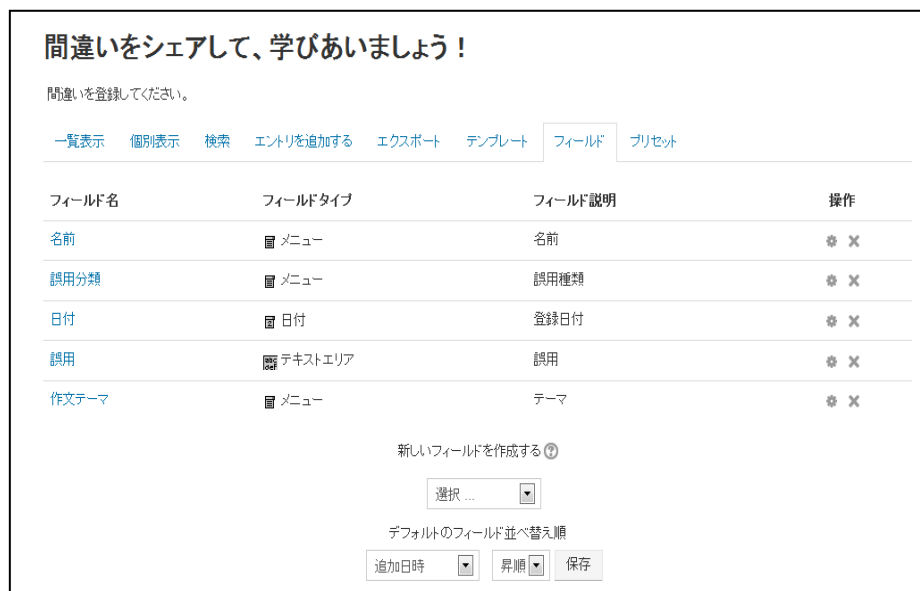 間違いをシェアして、学びあいましょう！
間違いを登録してください。
一覧表示 個別表示 検索 エントリを追加する エクスポート テンプレート フィールド プリセット
フィールド名 フィールドタイプ フィールド説明 操作
名前 メニュー 名前
誤用分類 メニュー 誤用種類
日付 日付 登録日付
誤用 テキストエリア 誤用
作文テーマ メニュー テーマ
新しいフィールドを作成する
選択 ...
デフォルトのフィールド並べ替え順
追加日時 昇順 保存